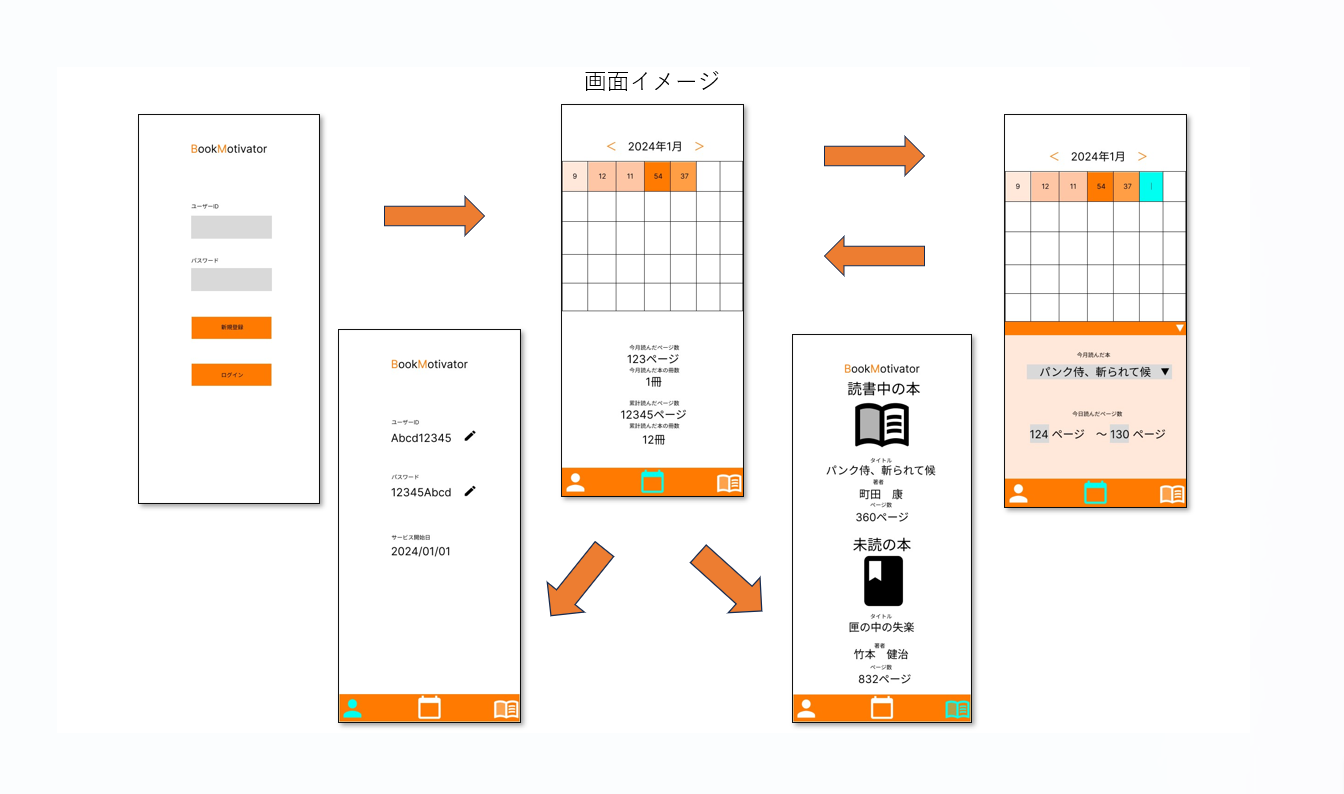 画面イメージ
BookMotivator
ユーザーID
パスワード
新規登録
ログイン
BookMotivator
ユーザーID
Abcd12345
パスワード
12345Abcd
サービス開始日
2024/01/01
< 2024年1月 >
9 12 11 54 37
今月読んだページ数
123ページ
今月読んだ本の冊数
1冊
累計読んだページ数
12345ページ
累計読んだ本の冊数
12冊
BookMotivator
読書中の本
タイトル
パンク侍、斬られて候
著者
町田　康
ページ数
360ページ
未読の本
タイトル
匣の中の失楽
著者
竹本　健治
ページ数
832ページ
< 2024年1月 >
9 12 11 54 37
今月読んだ本
パンク侍、斬られて候 ▼
今日読んだページ数
124 ページ　～ 130 ページ